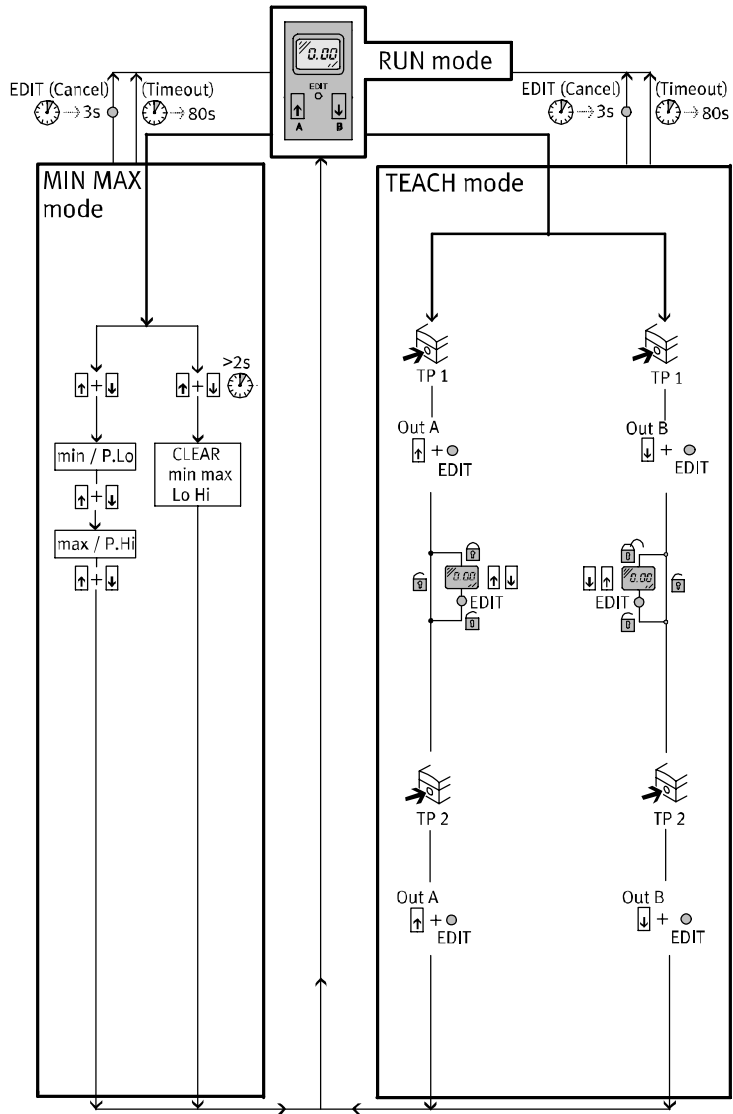 0.00
EDIT
A B
RUN mode
EDIT (Cancel) (Timeout)
→3s →80s
EDIT (Cancel) (Timeout)
→3s →80s
MIN MAX
mode
>2s
↑ + ↓ ↑ + ↓
min / P.Lo
CLEAR
min max
Lo Hi
↑ + ↓
max / P.Hi
↑ + ↓
TEACH mode
TP 1 TP 1
Out A Out B
↑ + ↓ +
EDIT EDIT
0.00 ↑ ↓ ↓ ↑ 0.00
EDIT EDIT
TP 2 TP 2
Out A Out B
↑ + ↓ +
EDIT EDIT